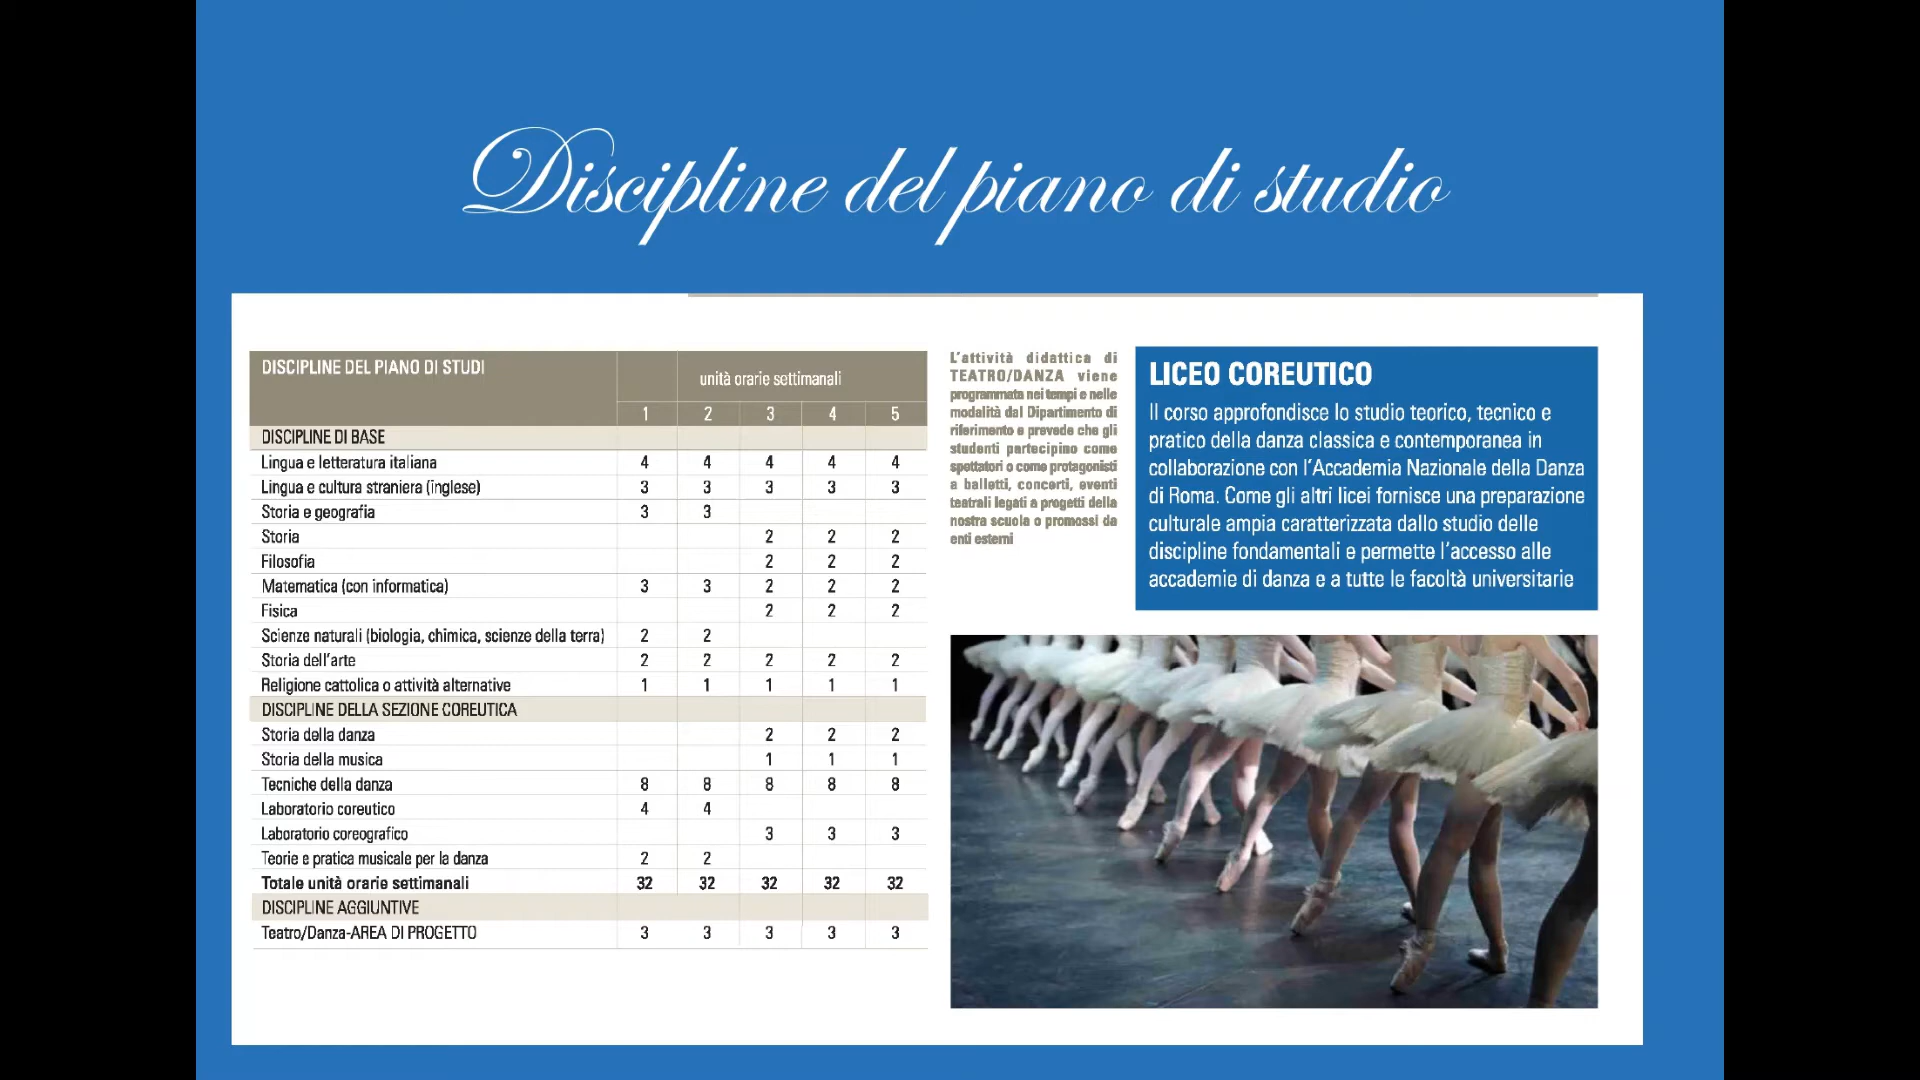 Discipline del piano di studio
DISCIPLINE DEL PIANO DI STUDI
unità orarie settimanali
1 2 3 4 5
DISCIPLINE DI BASE
Lingua e letteratura italiana 4 4 4 4 4
Lingua e cultura straniera (inglese) 3 3 3 3 3
Storia e geografia 3 3
Storia 2 2 2
Filosofia 2 2 2
Matematica (con informatica) 3 3 2 2 2
Fisica 2 2 2
Scienze naturali (biologia, chimica, scienze della terra) 2 2
Storia dell'arte 2 2 2 2 2
Religione cattolica o attività alternative 1 1 1 1 1
DISCIPLINE DELLA SEZIONE COREUTICA
Storia della danza 2 2 2
Storia della musica 1 1 1
Tecniche della danza 8 8 8 8 8
Laboratorio coreutico 4 4
Laboratorio coreografico 3 3 3
Teorie e pratica musicale per la danza 2 2
Totale unità orarie settimanali 32 32 32 32 32
DISCIPLINE AGGIUNTIVE
Teatro/Danza-AREA DI PROGETTO 3 3 3 3 3
L'attività didattica di
TEATRO/DANZA viene
programmata nei tempi e nelle
modalità dal Dipartimento di
riferimento e prevede che gli
studenti partecipino come
spettatori o come protagonisti
a balletti, concerti, eventi
teatrali legati a progetti della
nostra scuola o promossi da
enti esterni
LICEO COREUTICO
Il corso approfondisce lo studio teorico, tecnico e
pratico della danza classica e contemporanea in
collaborazione con l'Accademia Nazionale della Danza
di Roma. Come gli altri licei fornisce una preparazione
culturale ampia caratterizzata dallo studio delle
discipline fondamentali e permette l'accesso alle
accademie di danza e a tutte le facoltà universitarie